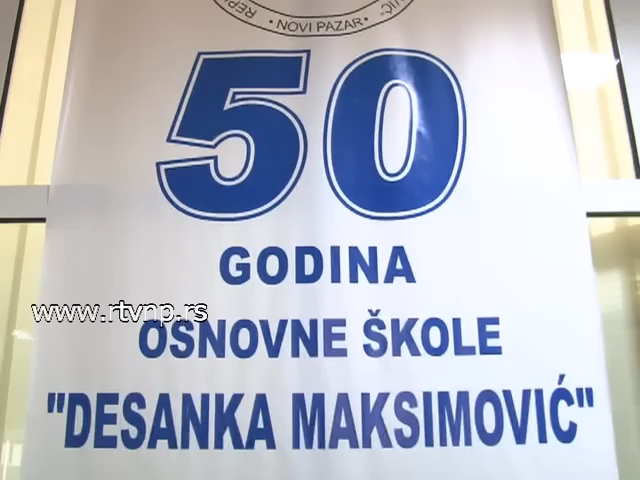 • NOVI PAZAR •
50
GODINA
www.rtvnp.rs
OSNOVNE ŠKOLE
"DESANKA MAKSIMOVIĆ"